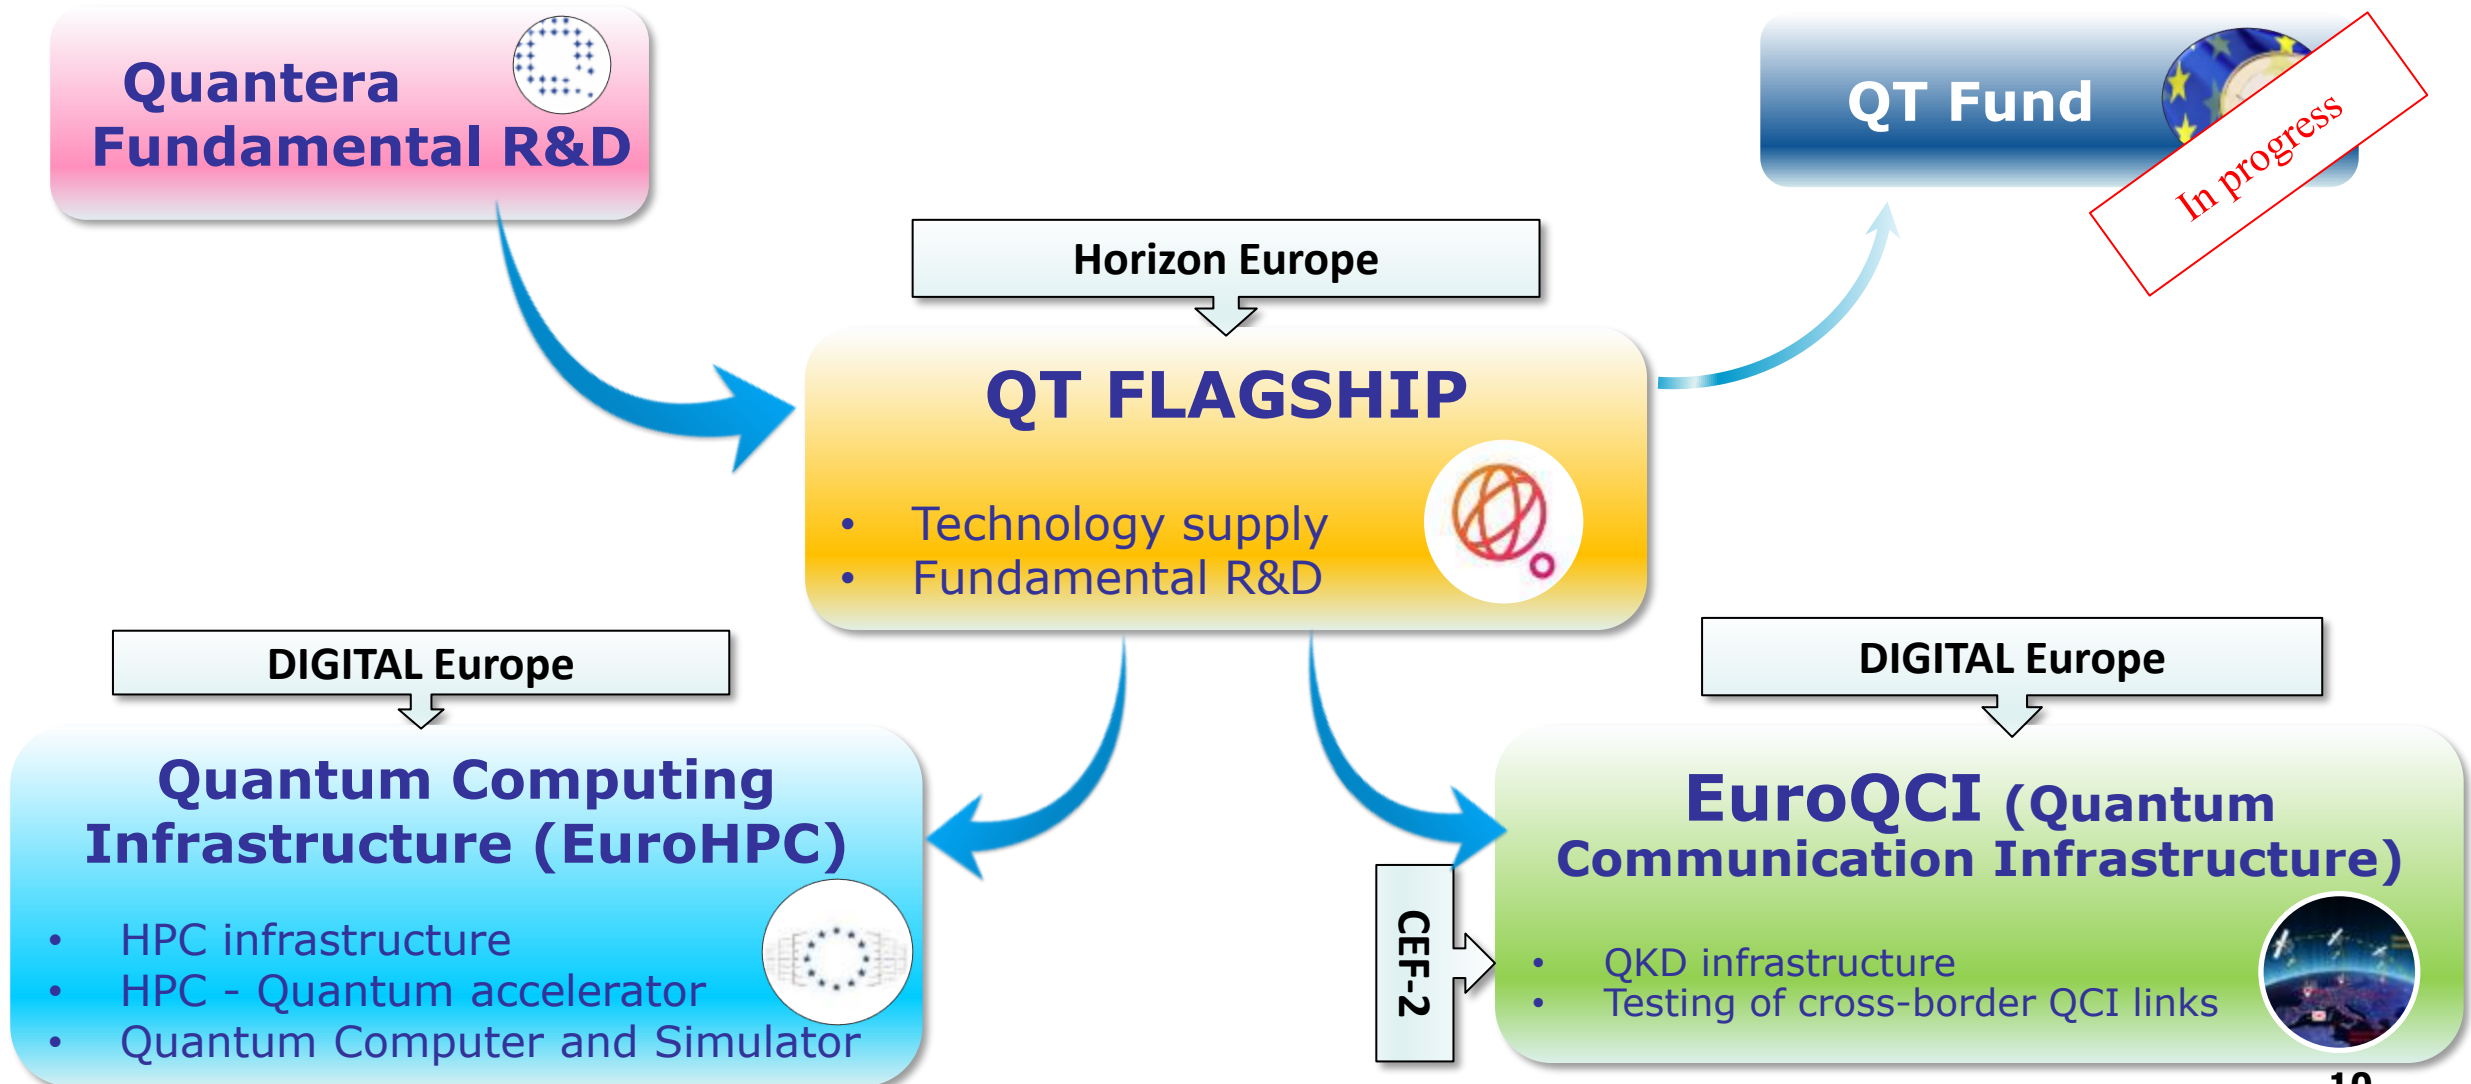 Quantera
Fundamental R&D
QT Fund
In progress
Horizon Europe
QT FLAGSHIP
• Technology supply
• Fundamental R&D
DIGITAL Europe
Quantum Computing
Infrastructure (EuroHPC)
• HPC infrastructure
• HPC - Quantum accelerator
• Quantum Computer and Simulator
DIGITAL Europe
EuroQCI (Quantum
Communication Infrastructure)
CEF-2
• QKD infrastructure
• Testing of cross-border QCI links